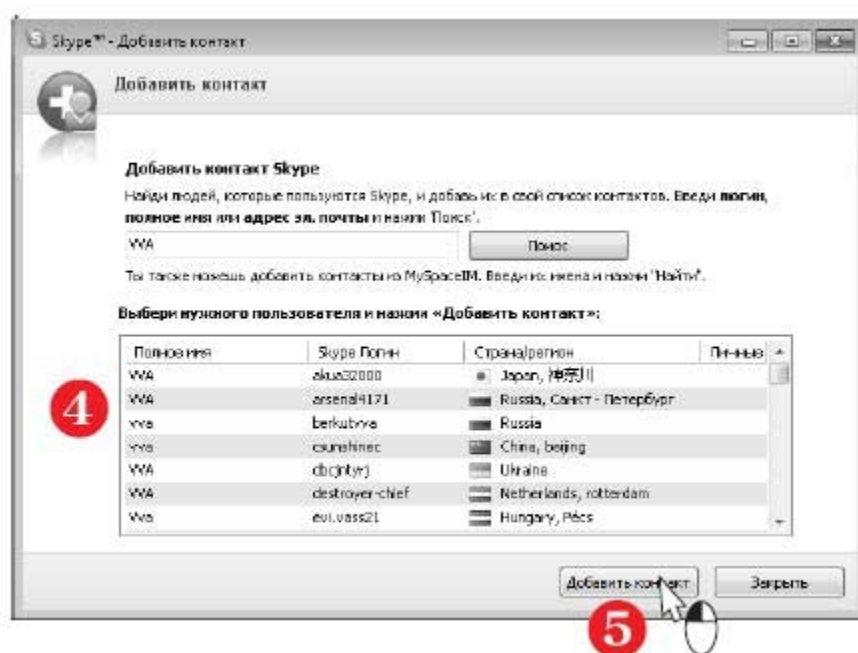 Skype™ - Добавить контакт
Добавить контакт
Добавить контакт Skype
Найди людей, которые пользуются Skype, и добавь их в свой список контактов. Введи логин,
полное имя или адрес эл. почты и нажми 'Поиск'.
VVA Поиск
Ты также можешь добавить контакты из MySpaceIM. Введи их имена и нажми "Найти".
Выбери нужного пользователя и нажми «Добавить контакт»:
Полное имя Skype Логин Страна/регион Личные
VVA akua32000 Japan, 神奈川
4
VVA arsenal4171 Russia, Санкт - Петербург
vva berkutvva Russia
vva csunshinec China, beijing
VVA cbcjntyrj Ukraine
VVA destroyer-chief Netherlands, rotterdam
Vva evi.vass21 Hungary, Pécs
Добавить контакт Закрыть
5